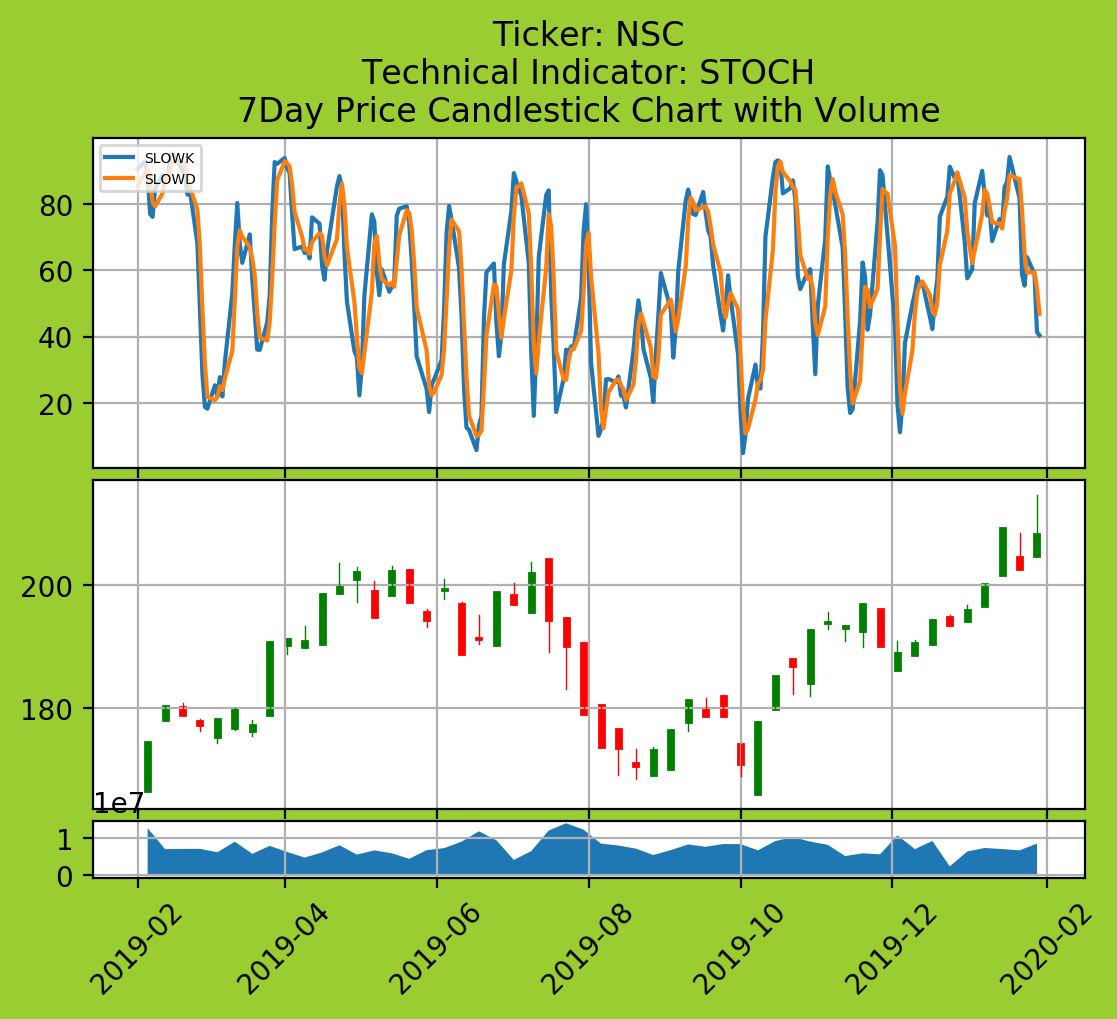 Ticker: NSC
Technical Indicator: STOCH
7Day Price Candlestick Chart with Volume
SLOWK
SLOWD
80
60
40
20
200
180
1e7
1
0
2019-02
2019-04
2019-06
2019-08
2019-10
2019-12
2020-02